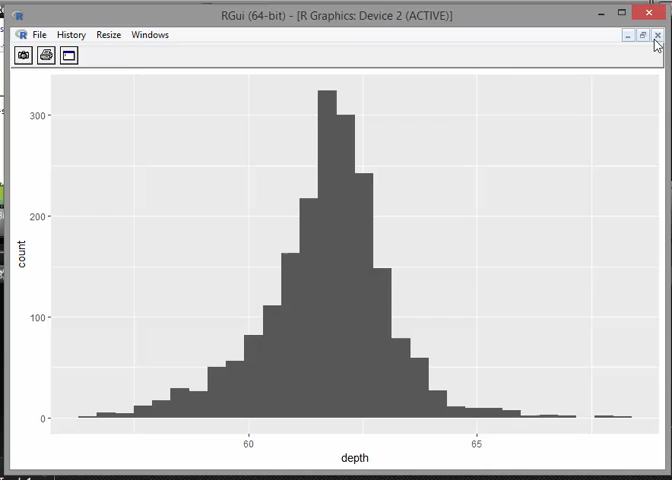 RGui (64-bit) - [R Graphics: Device 2 (ACTIVE)]
R File History Resize Windows
300
200
100
0
count
60 65
depth